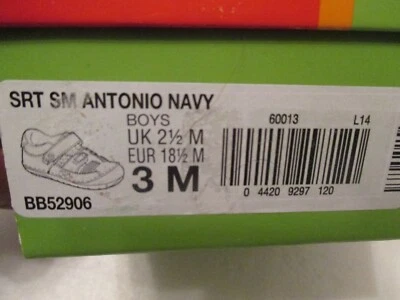 SRT SM ANTONIO NAVY
BOYS 60013 L14
UK 2½ M
EUR 18½ M
3 M
0 4420 9297 120
BB52906